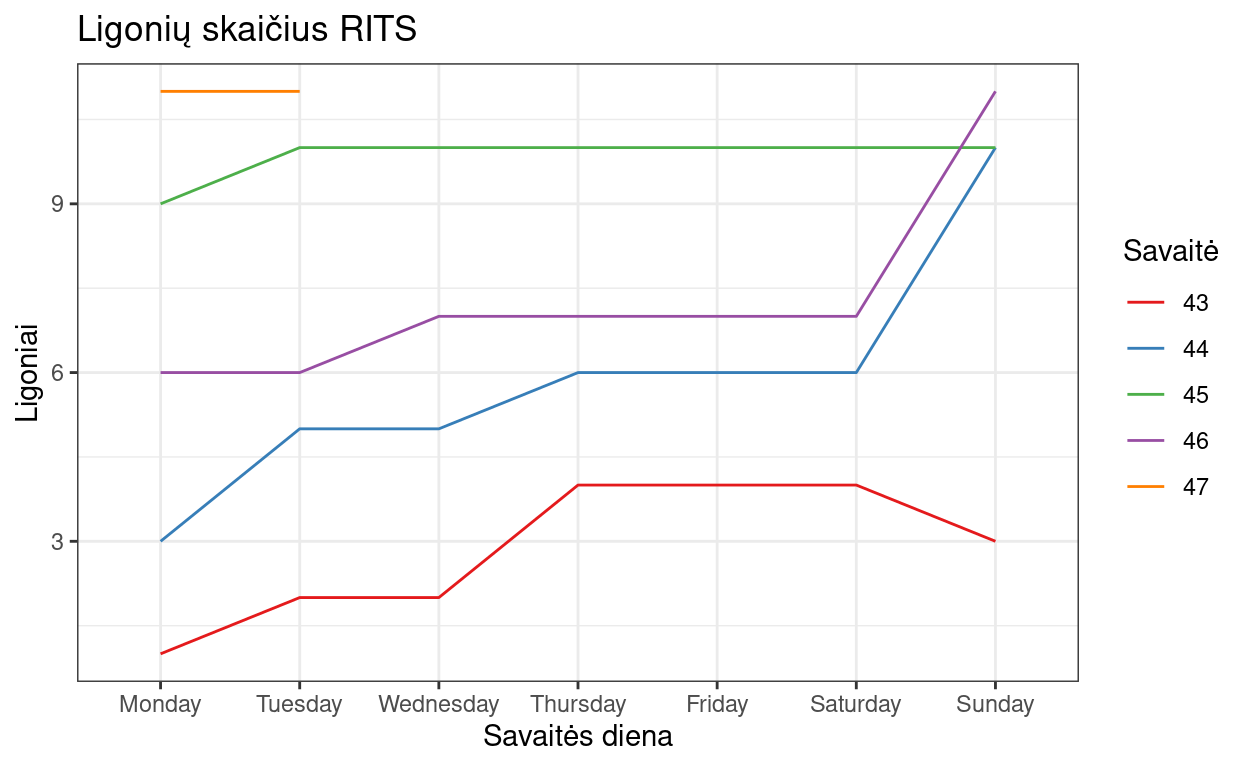 Ligonių skaičius RITS
Ligoniai
9
6
3
Monday Tuesday Wednesday Thursday Friday Saturday Sunday
Savaitės diena
Savaitė
43
44
45
46
47